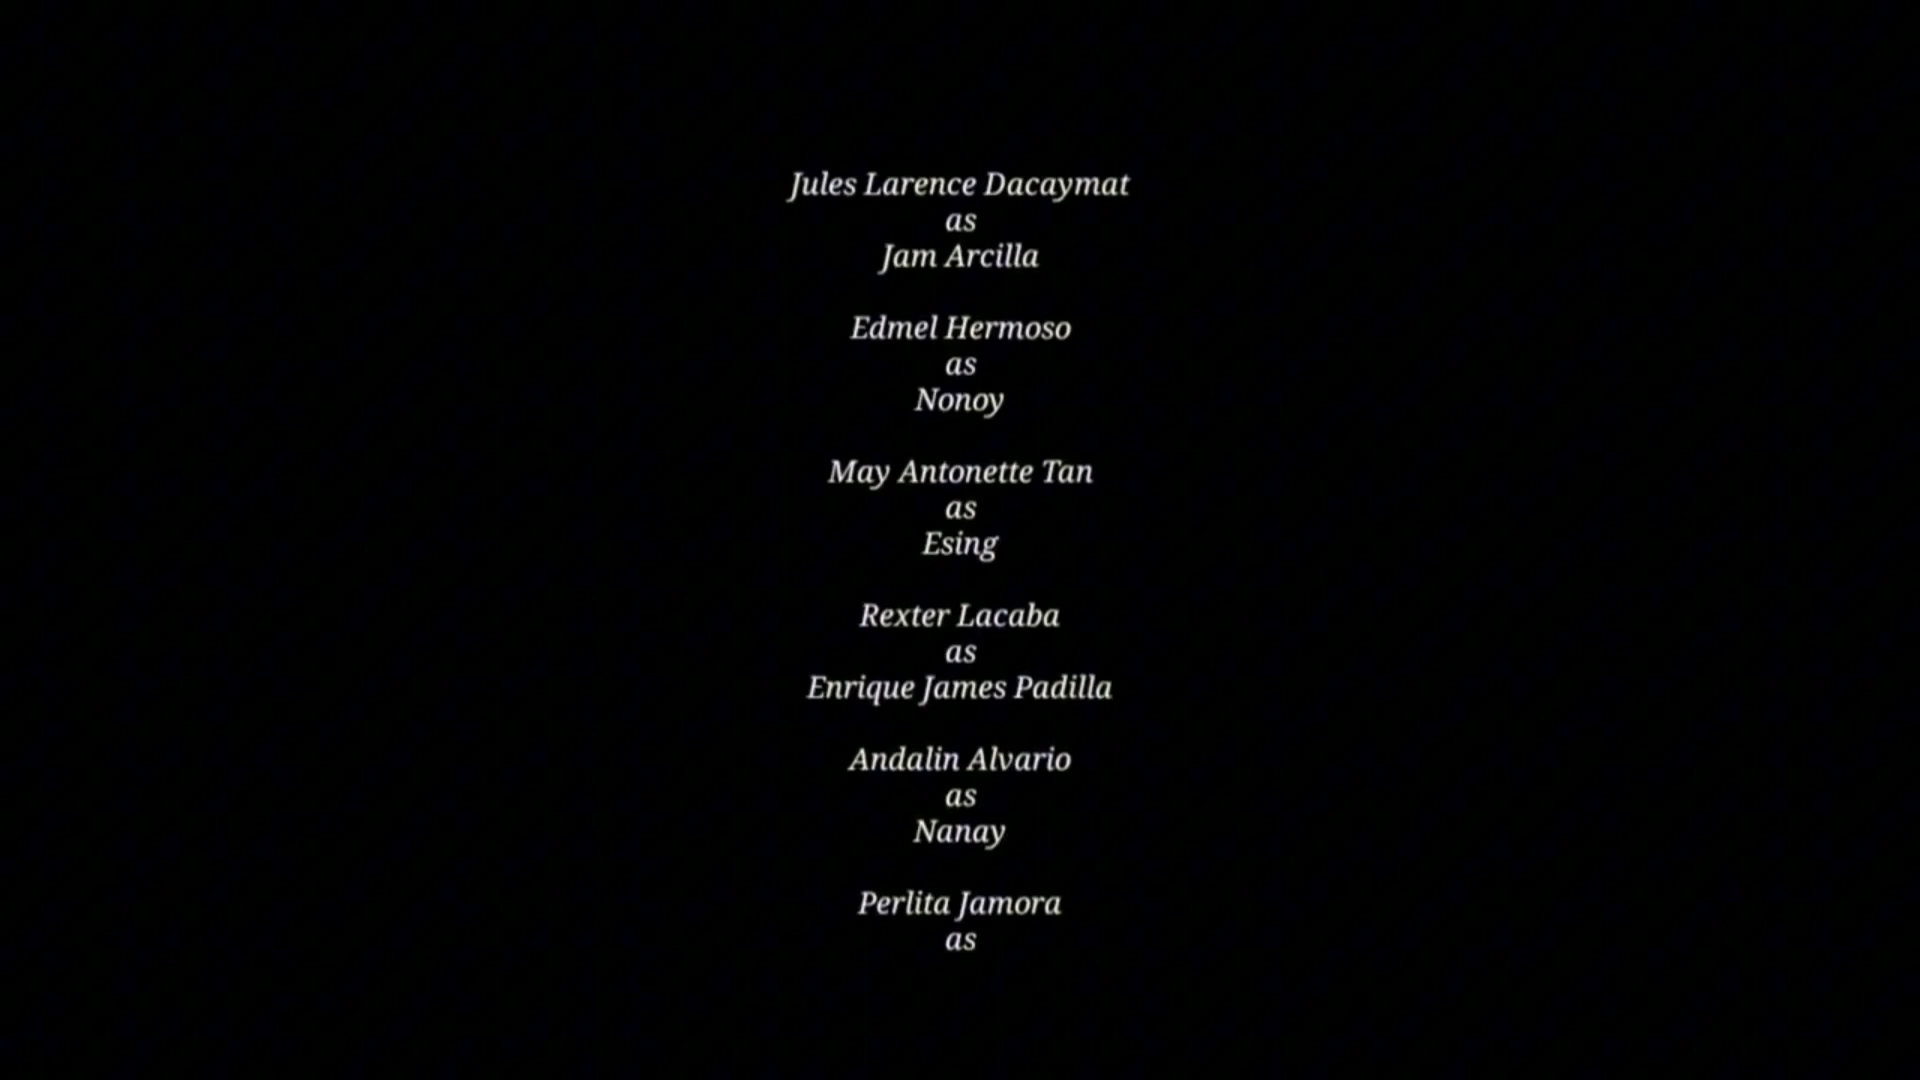 Jules Larence Dacaymat
as
Jam Arcilla
Edmel Hermoso
as
Nonoy
May Antonette Tan
as
Esing
Rexter Lacaba
as
Enrique James Padilla
Andalin Alvario
as
Nanay
Perlita Jamora
as